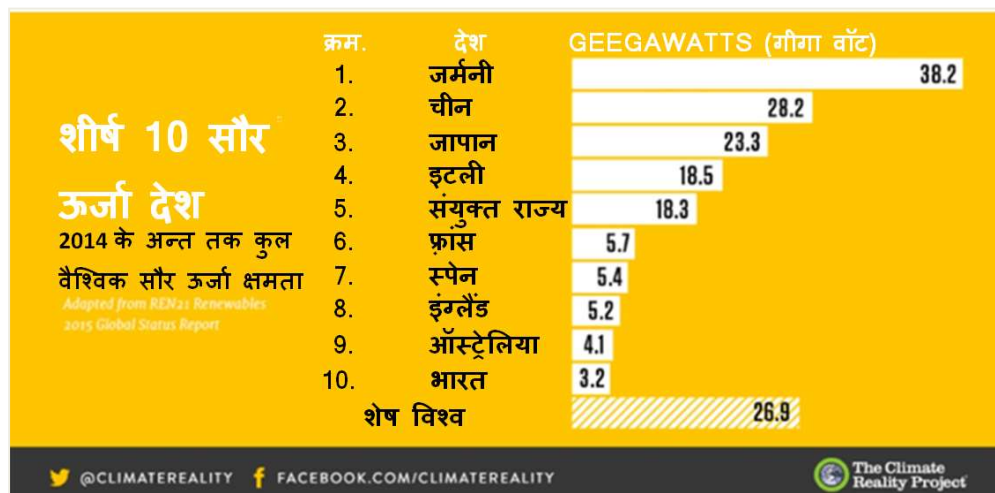 क्रम. देश GEEGAWATTS (गीगा वॉट)
1. जर्मनी 38.2
2. चीन 28.2
3. जापान 23.3
4. इटली 18.5
5. संयुक्त राज्य 18.3
6. फ़्रांस 5.7
7. स्पेन 5.4
8. इंग्लैंड 5.2
9. ऑस्ट्रेलिया 4.1
10. भारत 3.2
शेष विश्व 26.9
शीर्ष 10 सौर
ऊर्जा देश
2014 के अन्त तक कुल
वैश्विक सौर ऊर्जा क्षमता
Adapted from REN21 Renewables
2015 Global Status Report
@CLIMATEREALITY FACEBOOK.COM/CLIMATEREALITY
The Climate
Reality Project